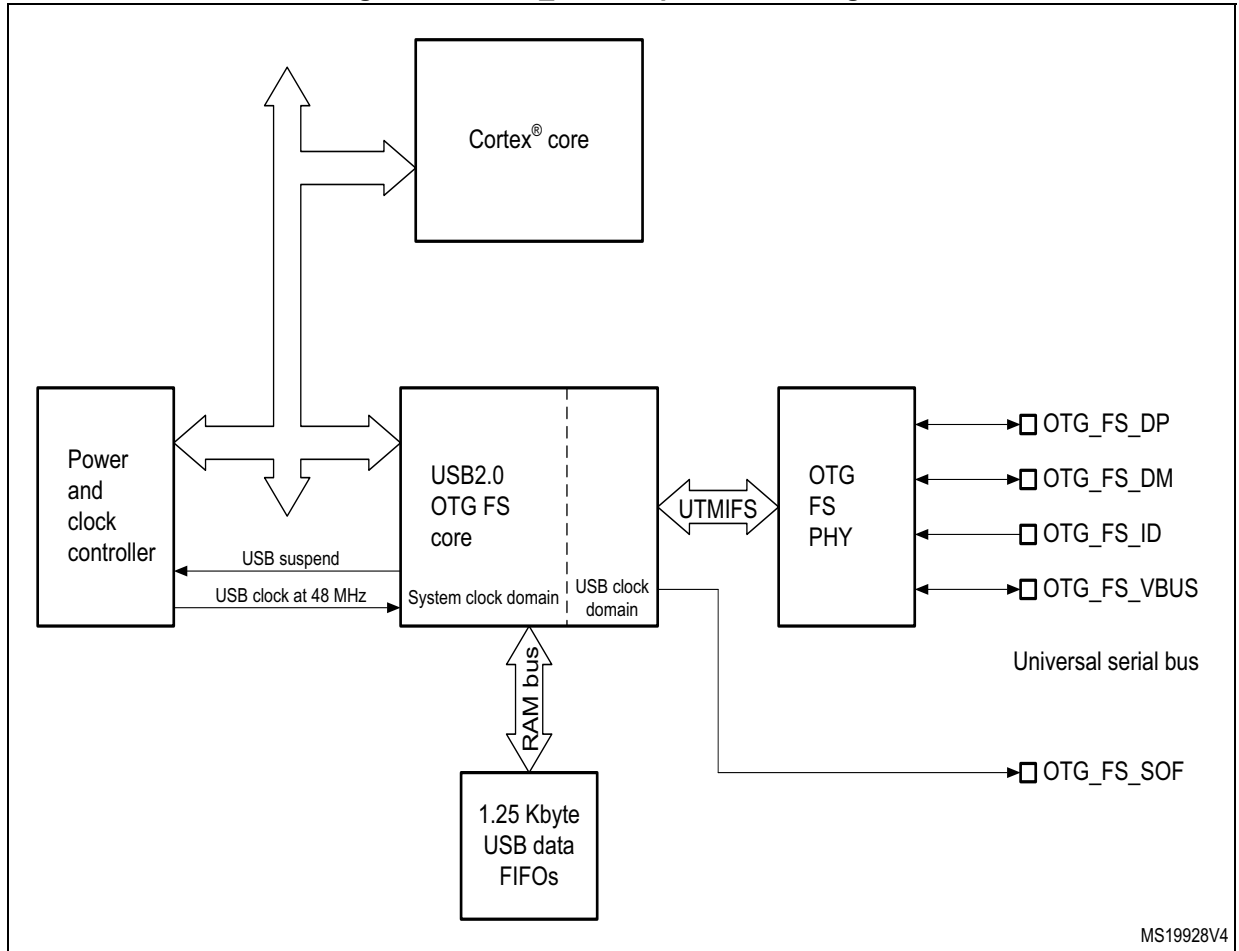 Cortex® core
Power
and
clock
controller
USB2.0
OTG FS
core
UTMIFS
OTG
FS
PHY
OTG_FS_DP
OTG_FS_DM
OTG_FS_ID
OTG_FS_VBUS
USB suspend
USB clock at 48 MHz
System clock domain
USB clock
domain
Universal serial bus
RAM bus
OTG_FS_SOF
1.25 Kbyte
USB data
FIFOs
MS19928V4